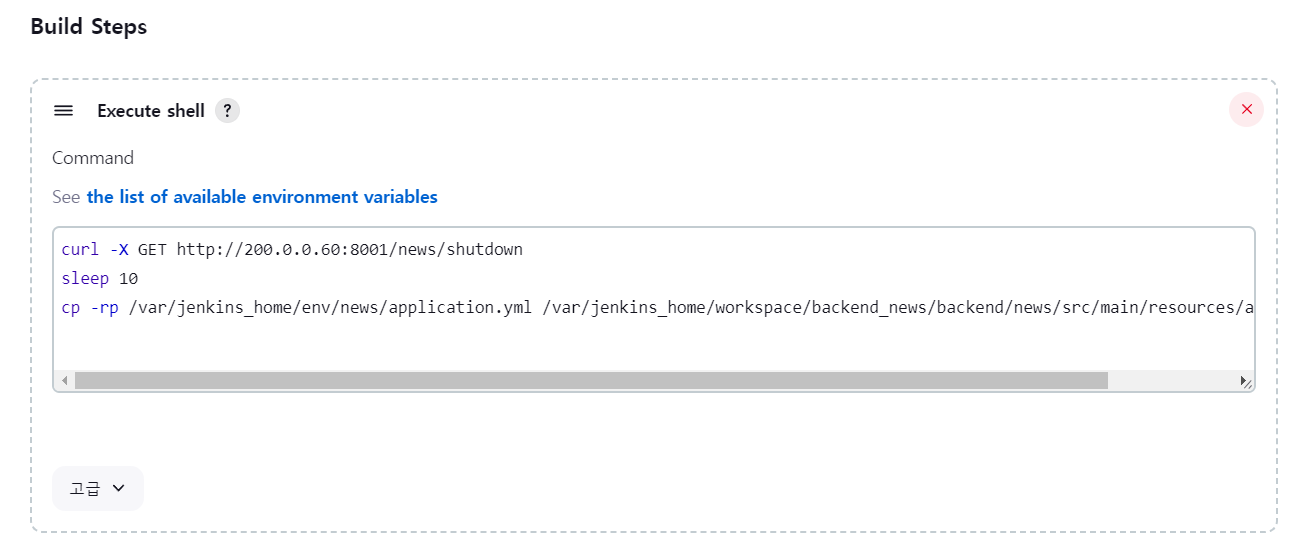 Build Steps
Execute shell ?
Command
See the list of available environment variables
curl -X GET http://200.0.0.60:8001/news/shutdown
sleep 10
cp -rp /var/jenkins_home/env/news/application.yml /var/jenkins_home/workspace/backend_news/backend/news/src/main/resources/a
고급